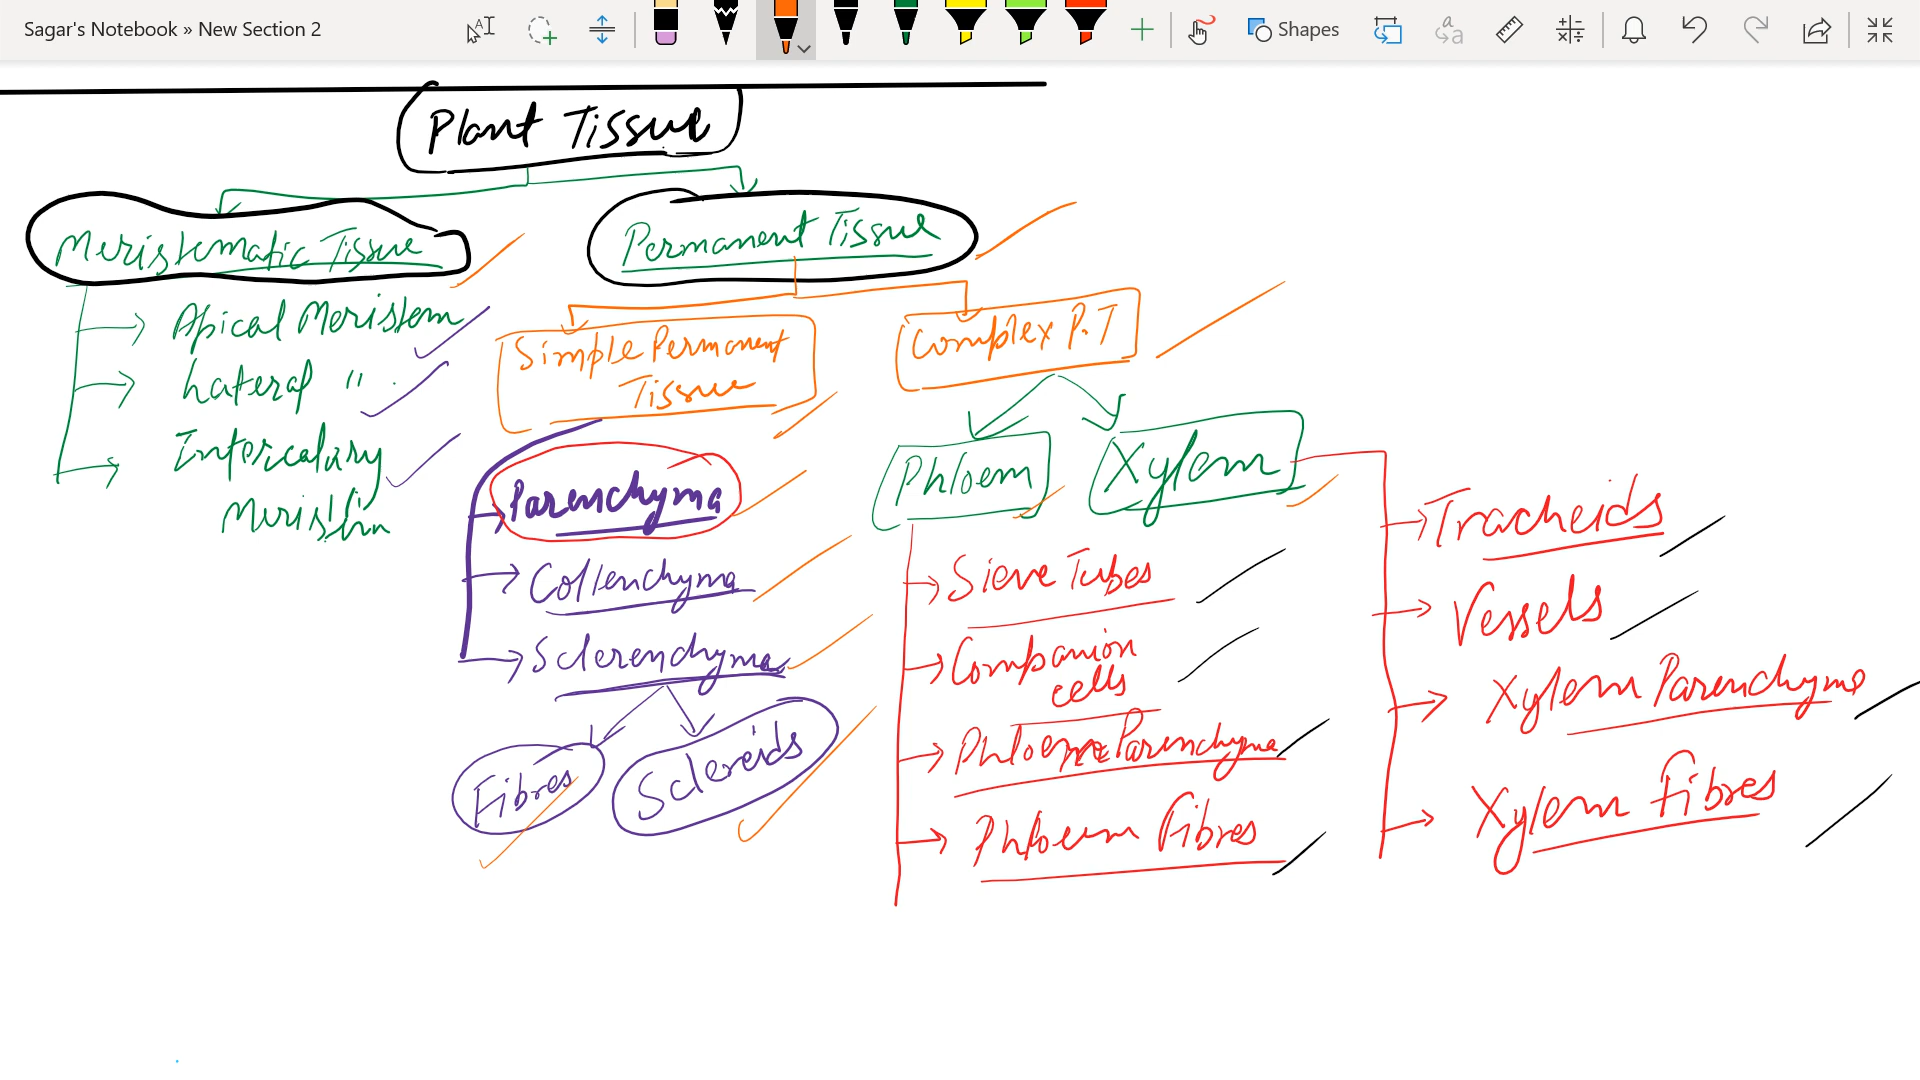 Sagar's Notebook » New Section 2
Shapes
Plant Tissue
Meristematic Tissue
Permanent Tissue
Apical Meristem
Lateral "
Intercalary
Meristem
Simple Permanent
Tissue
Complex P.T
Parenchyma
Collenchyma
Sclerenchyma
Fibres
Sclereids
Phloem
Xylem
Sieve Tubes
Companion
cells
Phloem Parenchyma
Phloem Fibres
Tracheids
Vessels
Xylem Parenchyma
Xylem Fibres